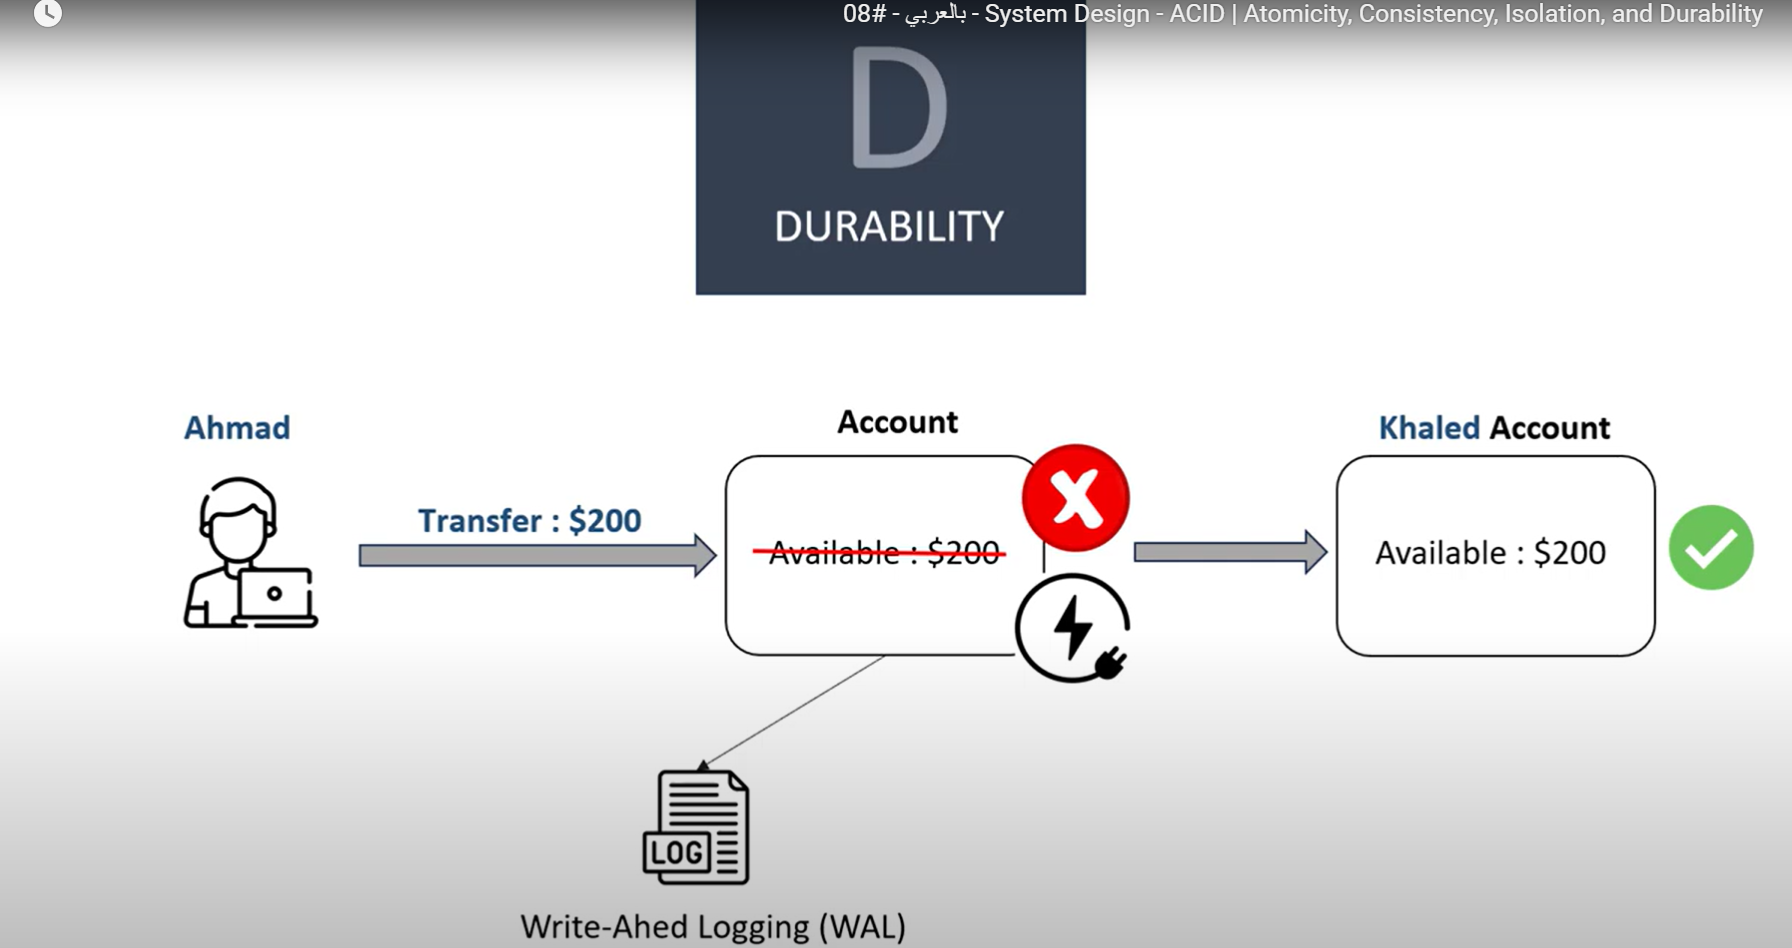 08# - بالعربي - System Design - ACID | Atomicity, Consistency, Isolation, and Durability
D
DURABILITY
Ahmad
Account
Khaled Account
Transfer : $200
Available : $200
Available : $200
LOG
Write-Ahed Logging (WAL)